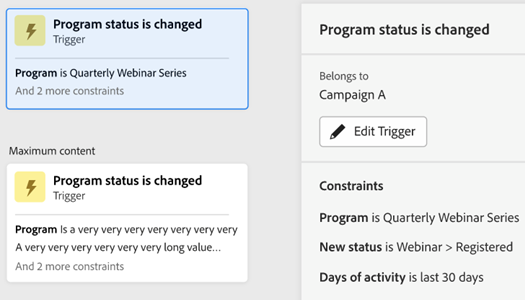 Program status is changed
Trigger
Program is Quarterly Webinar Series
And 2 more constraints
Maximum content
Program status is changed
Trigger
Program Is a very very very very very very very
A very very very very very very long value...
And 2 more constraints
Program status is changed
Belongs to
Campaign A
Edit Trigger
Constraints
Program is Quarterly Webinar Series
New status is Webinar > Registered
Days of activity is last 30 days